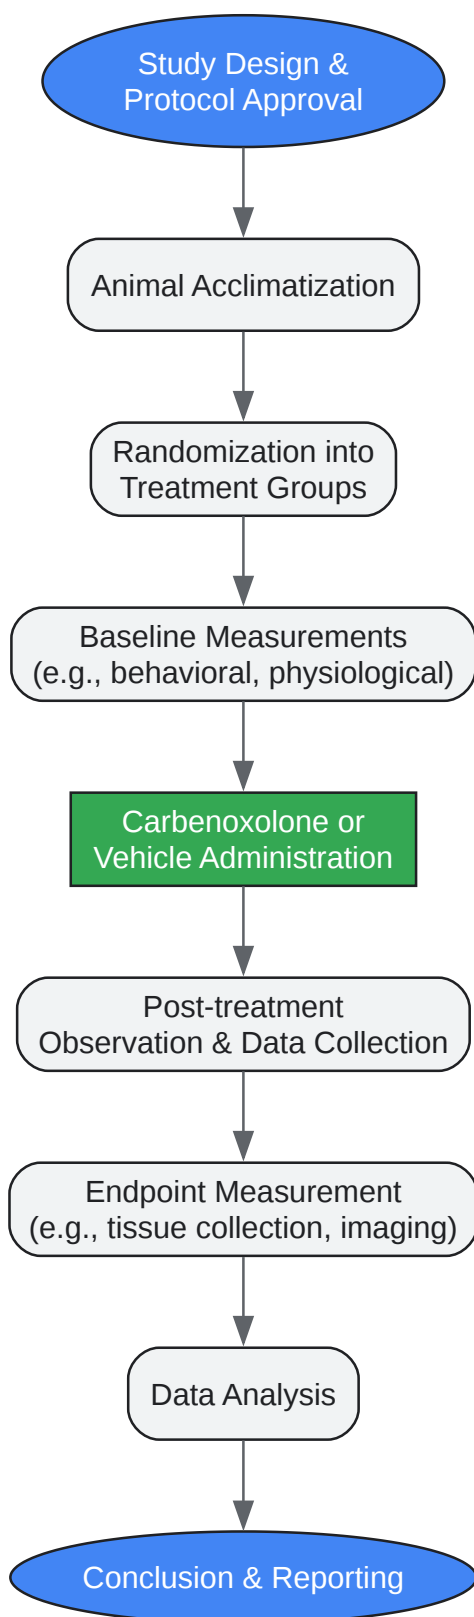 Study Design &
Protocol Approval
Animal Acclimatization
Randomization into
Treatment Groups
Baseline Measurements
(e.g., behavioral, physiological)
Carbenoxolone or
Vehicle Administration
Post-treatment
Observation & Data Collection
Endpoint Measurement
(e.g., tissue collection, imaging)
Data Analysis
Conclusion & Reporting